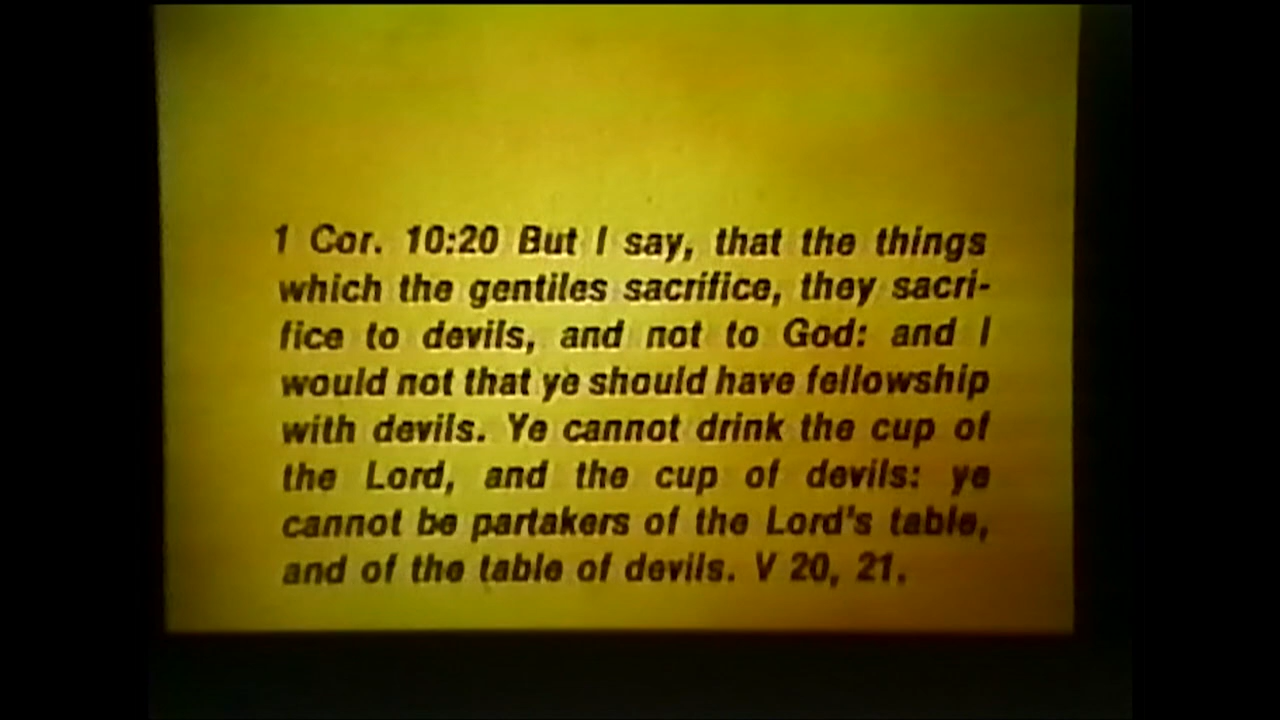 1 Cor. 10:20 But I say, that the things
which the gentiles sacrifice, they sacri-
fice to devils, and not to God: and I
would not that ye should have fellowship
with devils. Ye cannot drink the cup of
the Lord, and the cup of devils: ye
cannot be partakers of the Lord's table,
and of the table of devils. V 20, 21.